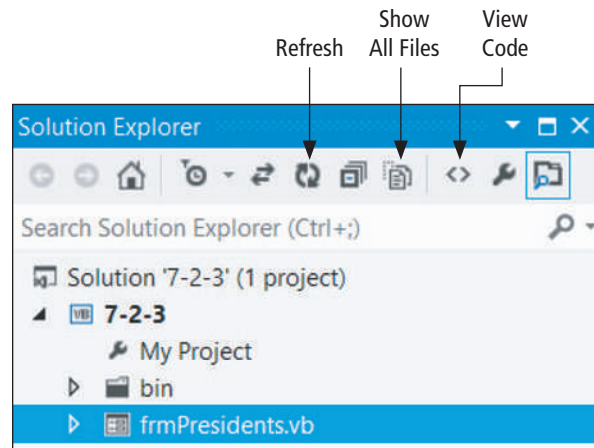 Show
All Files
View
Code
Refresh
Solution Explorer
Search Solution Explorer (Ctrl+;)
Solution '7-2-3' (1 project)
VB 7-2-3
My Project
bin
frmPresidents.vb